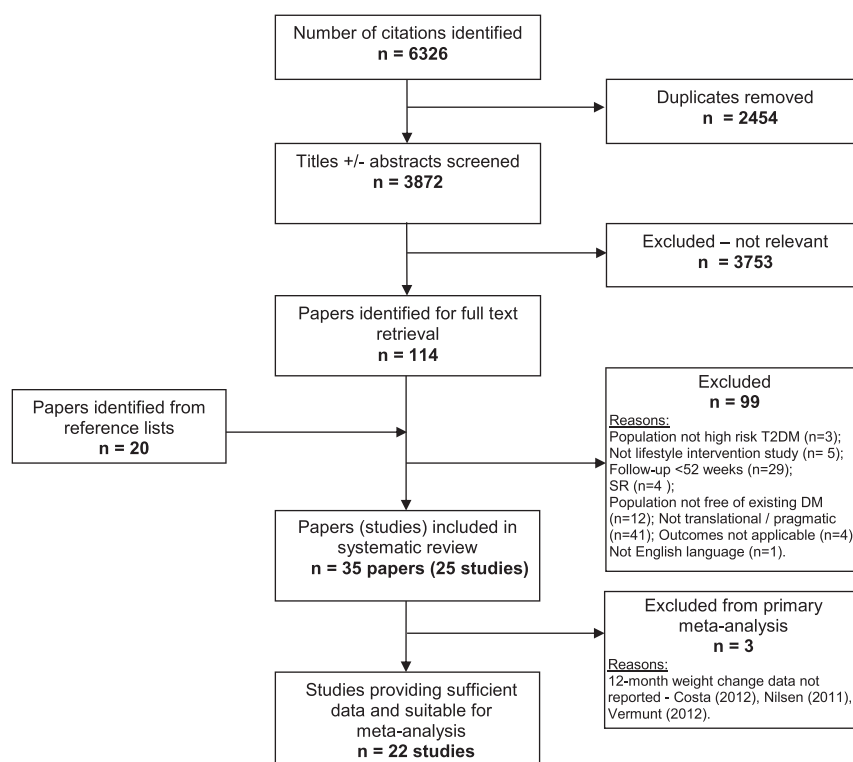 Number of citations identified
n = 6326
Duplicates removed
n = 2454
Titles +/- abstracts screened
n = 3872
Excluded – not relevant
n = 3753
Papers identified for full text
retrieval
n = 114
Papers identified from
reference lists
n = 20
Excluded
n = 99
Reasons:
Population not high risk T2DM (n=3);
Not lifestyle intervention study (n= 5);
Follow-up <52 weeks (n=29);
SR (n=4 );
Population not free of existing DM
(n=12); Not translational / pragmatic
(n=41); Outcomes not applicable (n=4)
Not English language (n=1).
Papers (studies) included in
systematic review
n = 35 papers (25 studies)
Excluded from primary
meta-analysis
n = 3
Reasons:
12-month weight change data not
reported - Costa (2012), Nilsen (2011),
Vermunt (2012).
Studies providing sufficient
data and suitable for
meta-analysis
n = 22 studies